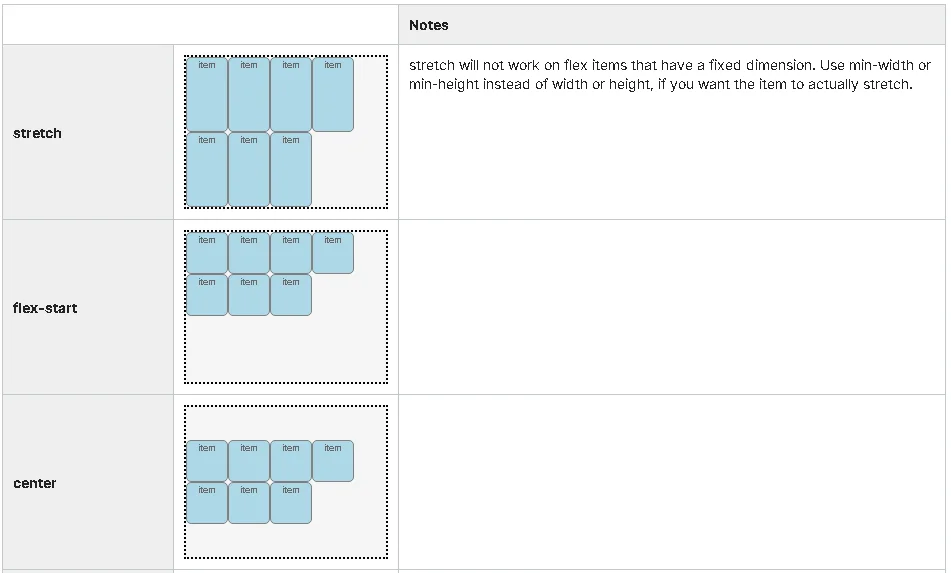 Notes
stretch
item item item item
item item item
stretch will not work on flex items that have a fixed dimension. Use min-width or
min-height instead of width or height, if you want the item to actually stretch.
flex-start
item item item item
item item item
center
item item item item
item item item